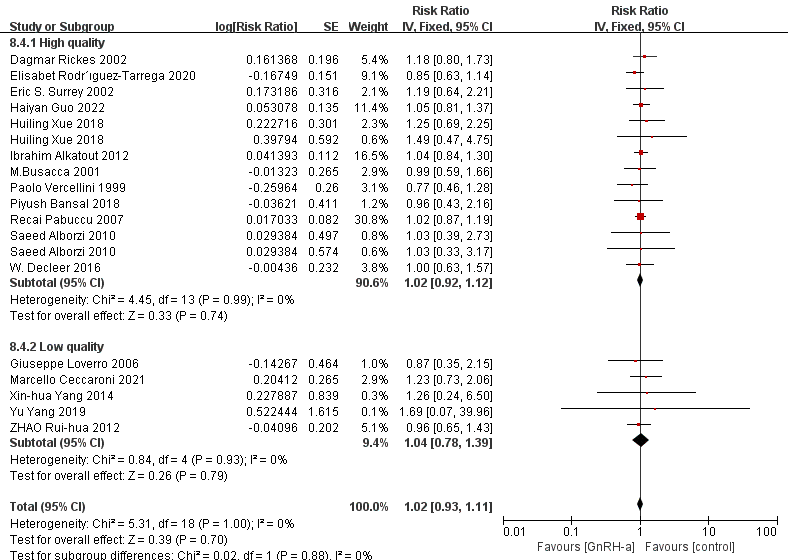 Risk Ratio Risk Ratio
Study or Subgroup log[Risk Ratio] SE Weight IV, Fixed, 95% CI IV, Fixed, 95% CI
8.4.1 High quality
Dagmar Rickes 2002 0.161368 0.196 5.4% 1.18 [0.80, 1.73]
Elisabet Rodr´ıguez-Tarrega 2020 -0.16749 0.151 9.1% 0.85 [0.63, 1.14]
Eric S. Surrey 2002 0.173186 0.316 2.1% 1.19 [0.64, 2.21]
Haiyan Guo 2022 0.053078 0.135 11.4% 1.05 [0.81, 1.37]
Huiling Xue 2018 0.222716 0.301 2.3% 1.25 [0.69, 2.25]
Huiling Xue 2018 0.39794 0.592 0.6% 1.49 [0.47, 4.75]
Ibrahim Alkatout 2012 0.041393 0.112 16.5% 1.04 [0.84, 1.30]
M.Busacca 2001 -0.01323 0.265 2.9% 0.99 [0.59, 1.66]
Paolo Vercellini 1999 -0.25964 0.26 3.1% 0.77 [0.46, 1.28]
Piyush Bansal 2018 -0.03621 0.411 1.2% 0.96 [0.43, 2.16]
Recai Pabuccu 2007 0.017033 0.082 30.8% 1.02 [0.87, 1.19]
Saeed Alborzi 2010 0.029384 0.497 0.8% 1.03 [0.39, 2.73]
Saeed Alborzi 2010 0.029384 0.574 0.6% 1.03 [0.33, 3.17]
W. Decleer 2016 -0.00436 0.232 3.8% 1.00 [0.63, 1.57]
Subtotal (95% CI) 90.6% 1.02 [0.92, 1.12]
Heterogeneity: Chi² = 4.45, df = 13 (P = 0.99); I² = 0%
Test for overall effect: Z = 0.33 (P = 0.74)
8.4.2 Low quality
Giuseppe Loverro 2006 -0.14267 0.464 1.0% 0.87 [0.35, 2.15]
Marcello Ceccaroni 2021 0.20412 0.265 2.9% 1.23 [0.73, 2.06]
Xin-hua Yang 2014 0.227887 0.839 0.3% 1.26 [0.24, 6.50]
Yu Yang 2019 0.522444 1.615 0.1% 1.69 [0.07, 39.96]
ZHAO Rui-hua 2012 -0.04096 0.202 5.1% 0.96 [0.65, 1.43]
Subtotal (95% CI) 9.4% 1.04 [0.78, 1.39]
Heterogeneity: Chi² = 0.84, df = 4 (P = 0.93); I² = 0%
Test for overall effect: Z = 0.26 (P = 0.79)
Total (95% CI) 100.0% 1.02 [0.93, 1.11]
Heterogeneity: Chi² = 5.31, df = 18 (P = 1.00); I² = 0%
Test for overall effect: Z = 0.39 (P = 0.70)
Test for subgroup differences: Chi² = 0.02, df = 1 (P = 0.88), I² = 0%
0.01 0.1 1 10 100
Favours [GnRH-a] Favours [control]